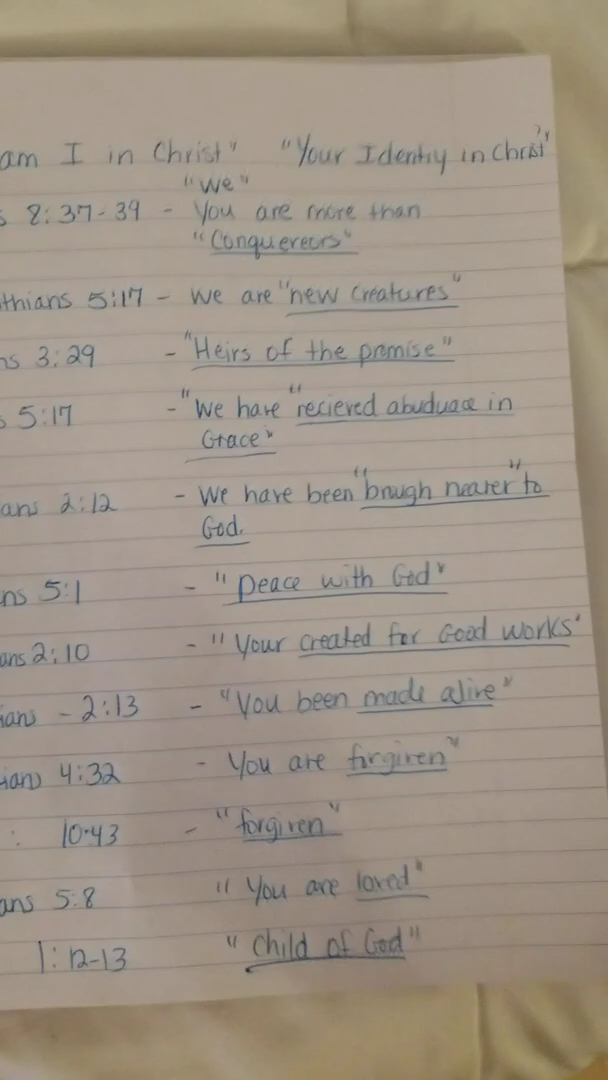 am I in Christ" "Your Identiy in Christ"
"We"
s 8:37-39 - You are more than
"Conquereors"
thians 5:17 - we are "new creatures"
ns 3:29 - "Heirs of the promise"
s 5:17 - "We have "recieved abuduace in
Grace"
ans 2:12 - We have been "brough nearer" to
God.
ns 5:1 - "Peace with God"
ans 2:10 - "Your created for Good works"
ians - 2:13 - "You been made alive"
ians 4:32 - You are forgiven"
: 10:43 - "forgiven"
ans 5:8 "You are loved"
1:12-13 "Child of God"